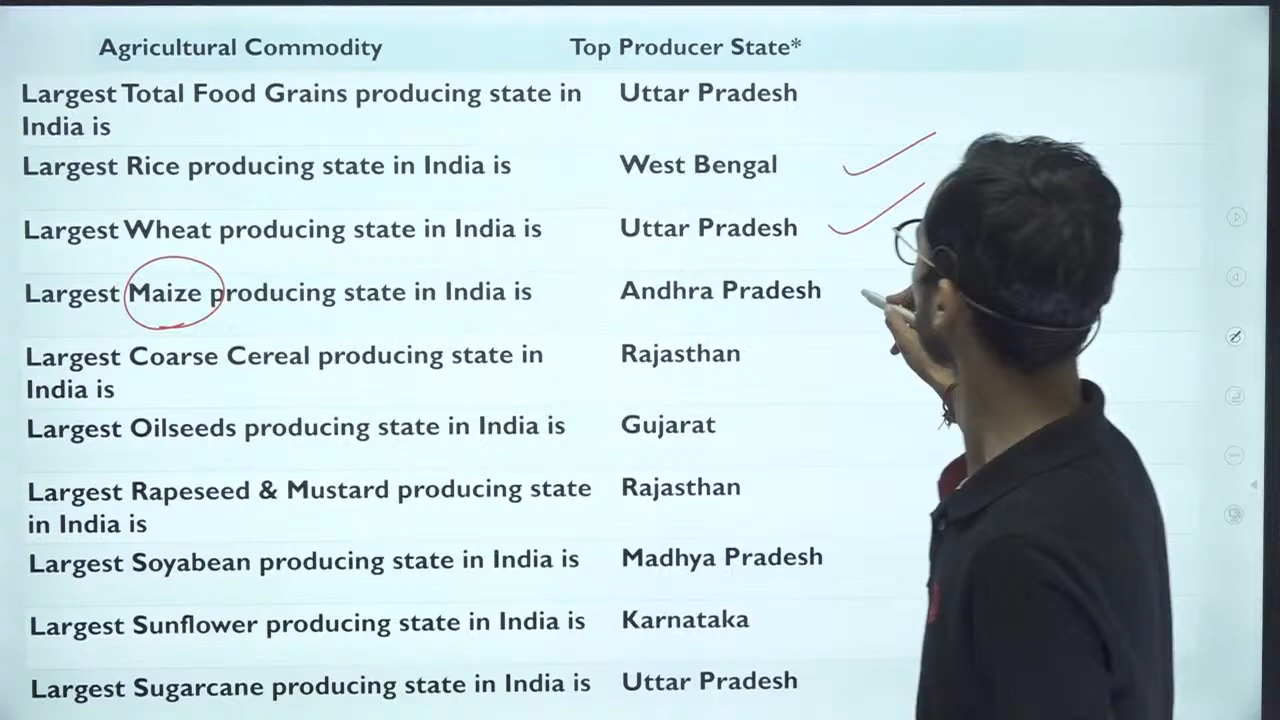 Agricultural Commodity Top Producer State*
Largest Total Food Grains producing state in Uttar Pradesh
India is
Largest Rice producing state in India is West Bengal
Largest Wheat producing state in India is Uttar Pradesh
Largest Maize producing state in India is Andhra Pradesh
Largest Coarse Cereal producing state in Rajasthan
India is
Largest Oilseeds producing state in India is Gujarat
Largest Rapeseed & Mustard producing state Rajasthan
in India is
Largest Soyabean producing state in India is Madhya Pradesh
Largest Sunflower producing state in India is Karnataka
Largest Sugarcane producing state in India is Uttar Pradesh